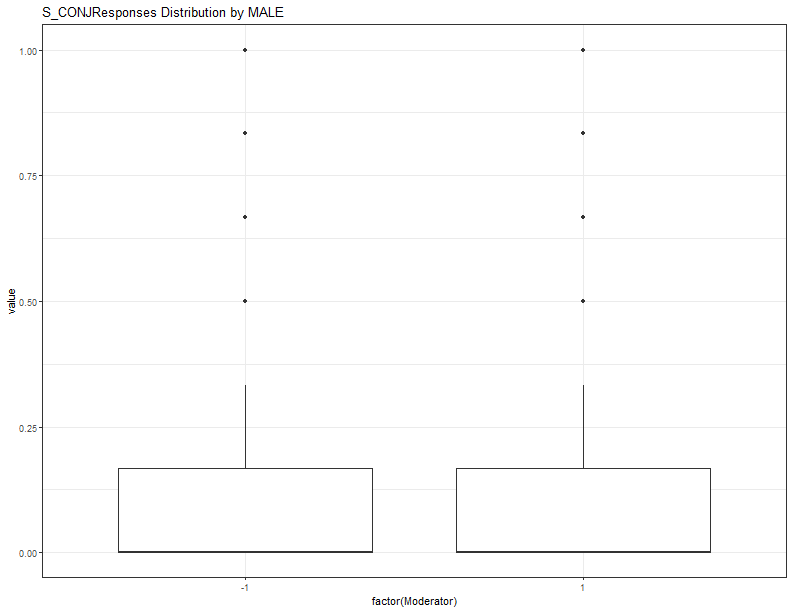 S_CONJResponses Distribution by MALE
1.00
0.75
0.50
0.25
0.00
value
-1
1
factor(Moderator)